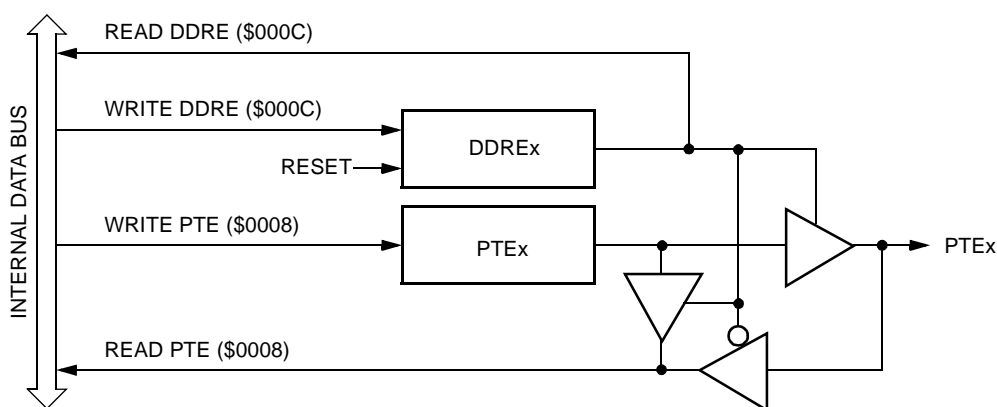 READ DDRE ($000C)
WRITE DDRE ($000C)
DDREx
RESET
INTERNAL DATA BUS
WRITE PTE ($0008)
PTEx
PTEx
READ PTE ($0008)